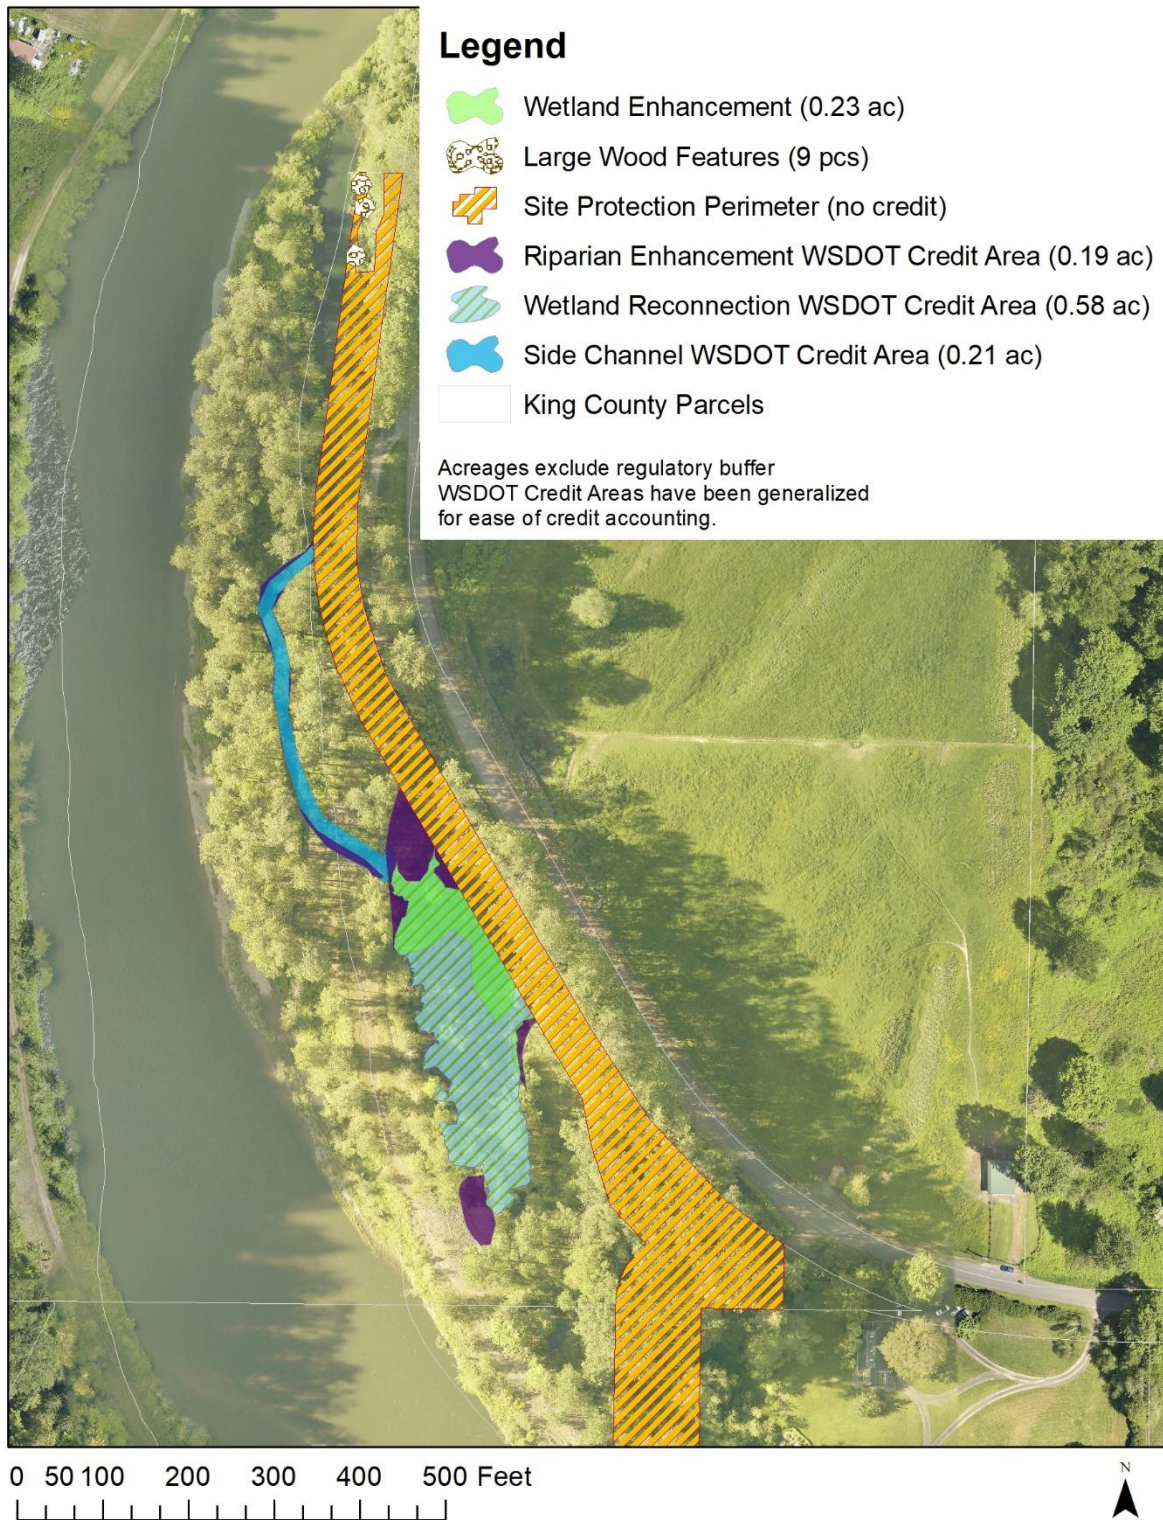 Legend
Wetland Enhancement (0.23 ac)
Large Wood Features (9 pcs)
Site Protection Perimeter (no credit)
Riparian Enhancement WSDOT Credit Area (0.19 ac)
Wetland Reconnection WSDOT Credit Area (0.58 ac)
Side Channel WSDOT Credit Area (0.21 ac)
King County Parcels
Acreages exclude regulatory buffer
WSDOT Credit Areas have been generalized
for ease of credit accounting.
0 50 100 200 300 400 500 Feet
N